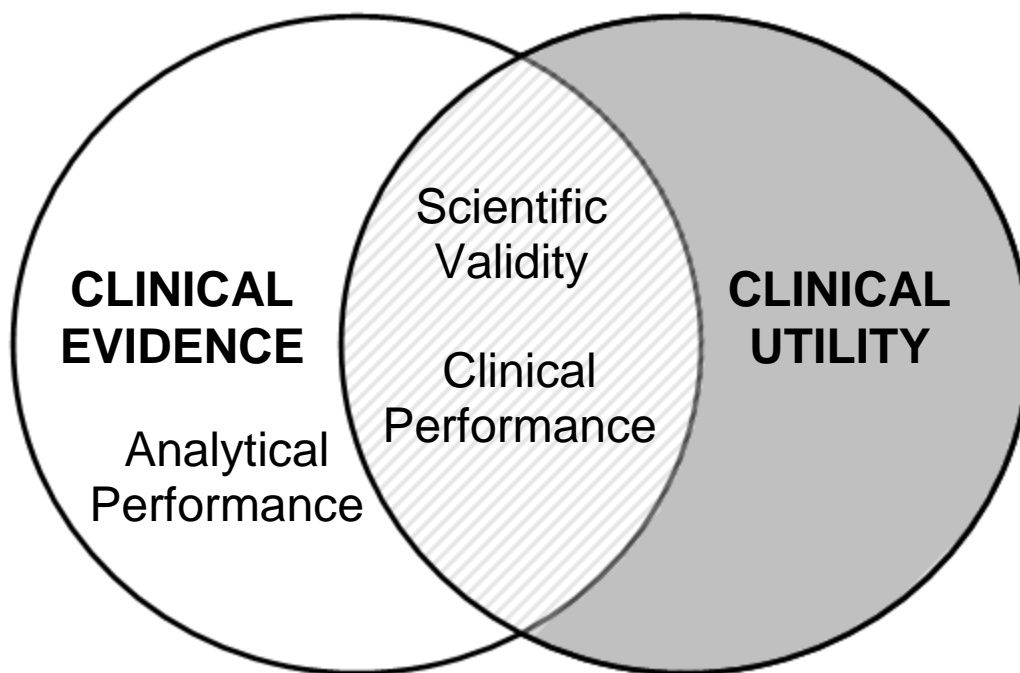 CLINICAL
EVIDENCE
Analytical
Performance
Scientific
Validity
Clinical
Performance
CLINICAL
UTILITY